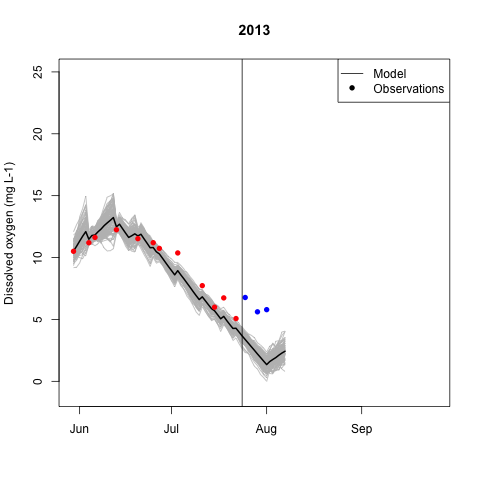 2013
Model
Observations
Dissolved oxygen (mg L-1)
25
20
15
10
5
0
Jun
Jul
Aug
Sep